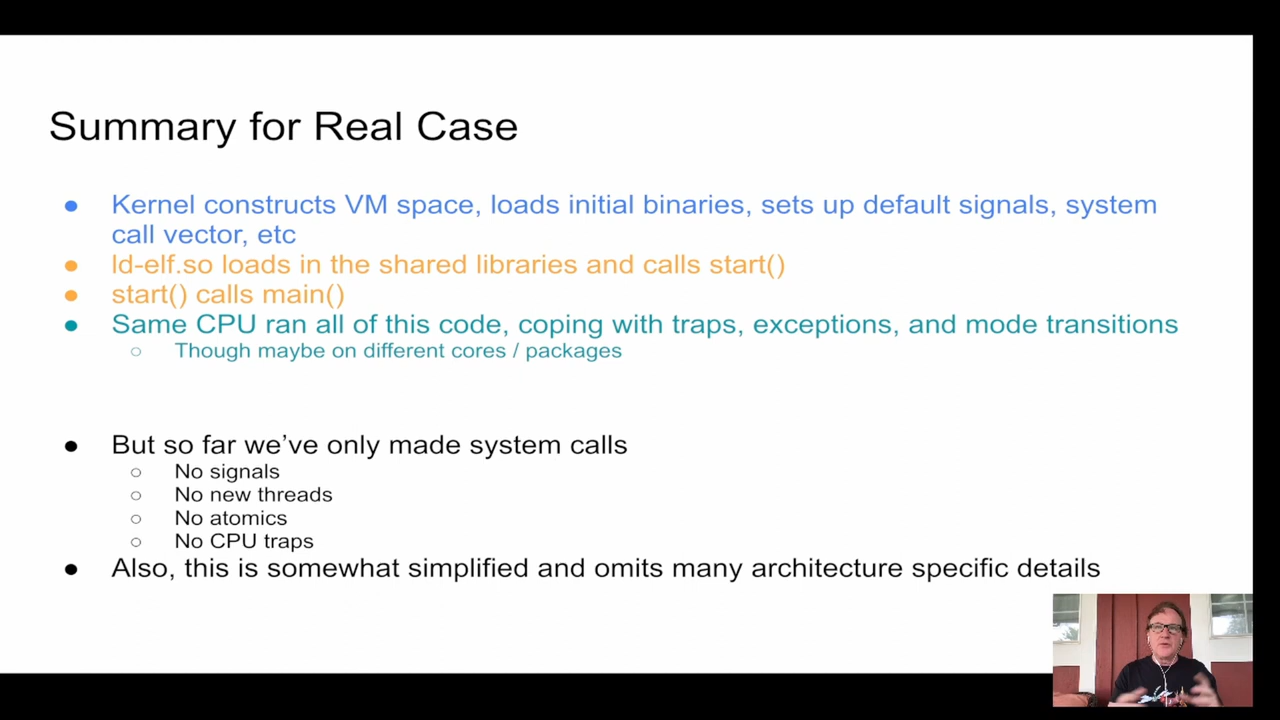 Summary for Real Case
● Kernel constructs VM space, loads initial binaries, sets up default signals, system
call vector, etc
● ld-elf.so loads in the shared libraries and calls start()
● start() calls main()
● Same CPU ran all of this code, coping with traps, exceptions, and mode transitions
○ Though maybe on different cores / packages
● But so far we’ve only made system calls
○ No signals
○ No new threads
○ No atomics
○ No CPU traps
● Also, this is somewhat simplified and omits many architecture specific details